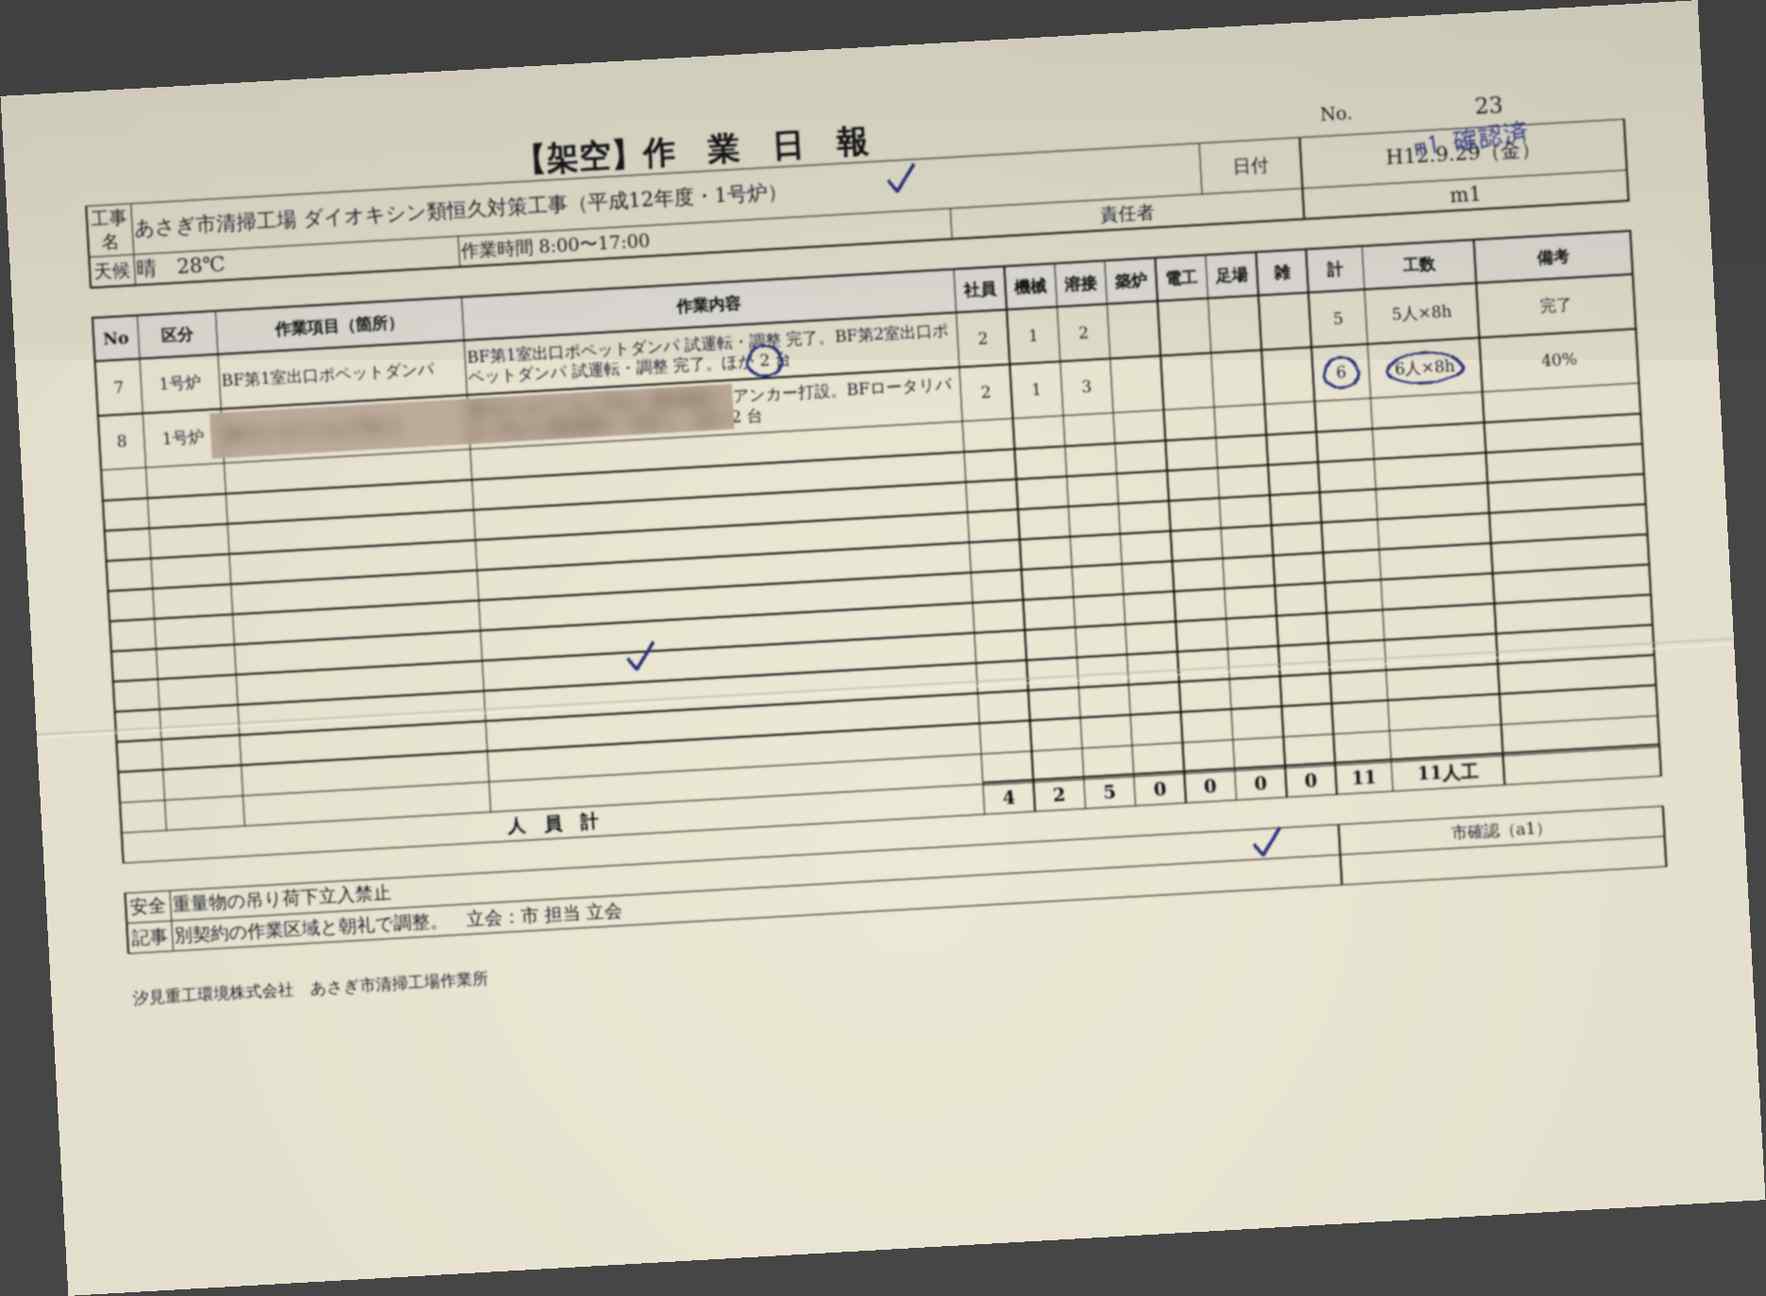 No. 23
【架空】作 業 日 報
m1 確認済
工事名 あさぎ市清掃工場 ダイオキシン類恒久対策工事（平成12年度・1号炉） 日付 H12.9.29（金）
天候 晴 28℃ 作業時間 8:00〜17:00 責任者 m1
No 区分 作業項目（箇所） 作業内容 社員 機械 溶接 築炉 電工 足場 雑 計 工数 備考
7 1号炉 BF第1室出口ポペットダンパ BF第1室出口ポペットダンパ 試運転・調整 完了。BF第2室出口ポ 2 1 2 5 5人×8h 完了
ペットダンパ 試運転・調整 完了。ほか 2 台
8 1号炉 アンカー打設。BFロータリバ 2 1 3 6 6人×8h 40%
2 台
人 員 計 4 2 5 0 0 0 0 11 11人工
安全 重量物の吊り荷下立入禁止 市確認（a1）
記事 別契約の作業区域と朝礼で調整。 立会：市 担当 立会
汐見重工環境株式会社 あさぎ市清掃工場作業所